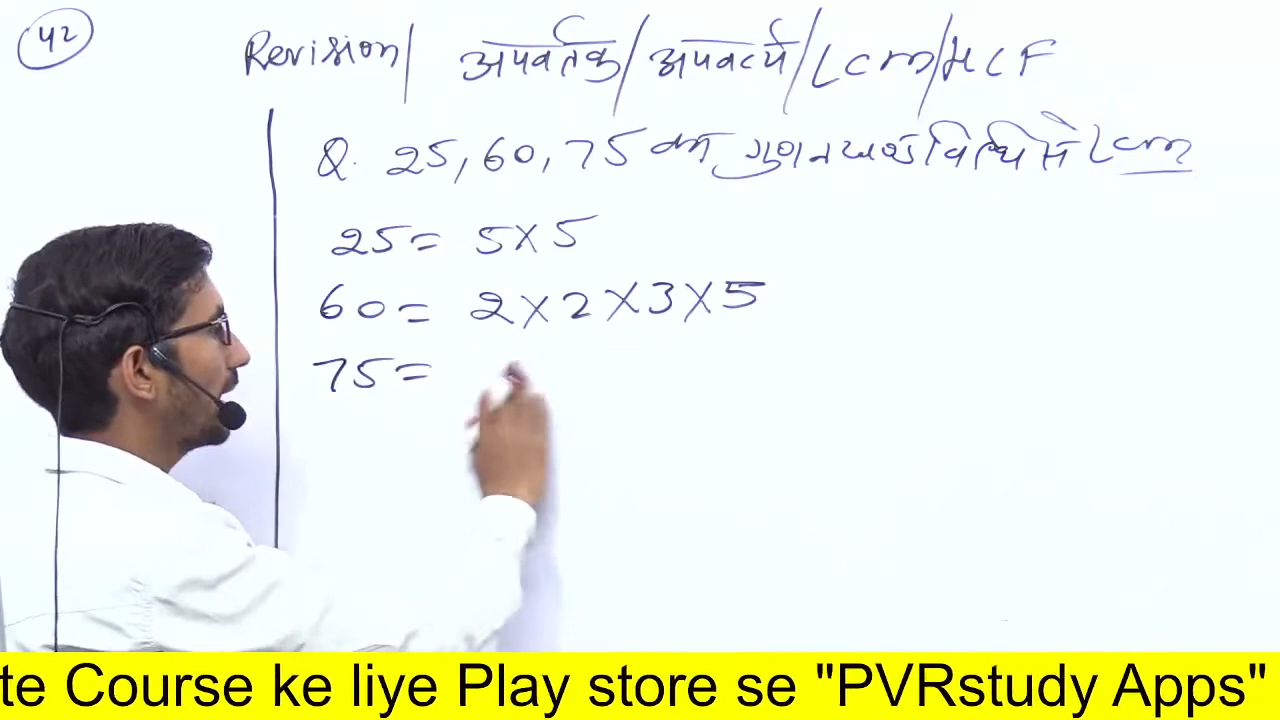 42
Revision/ अपवर्तक/अपवर्त्य/Lcm/HCF
Q. 25, 60, 75 का गुणनखण्ड विधि से Lcm
25= 5×5
60= 2×2×3×5
75=
te Course ke liye Play store se "PVRstudy Apps"